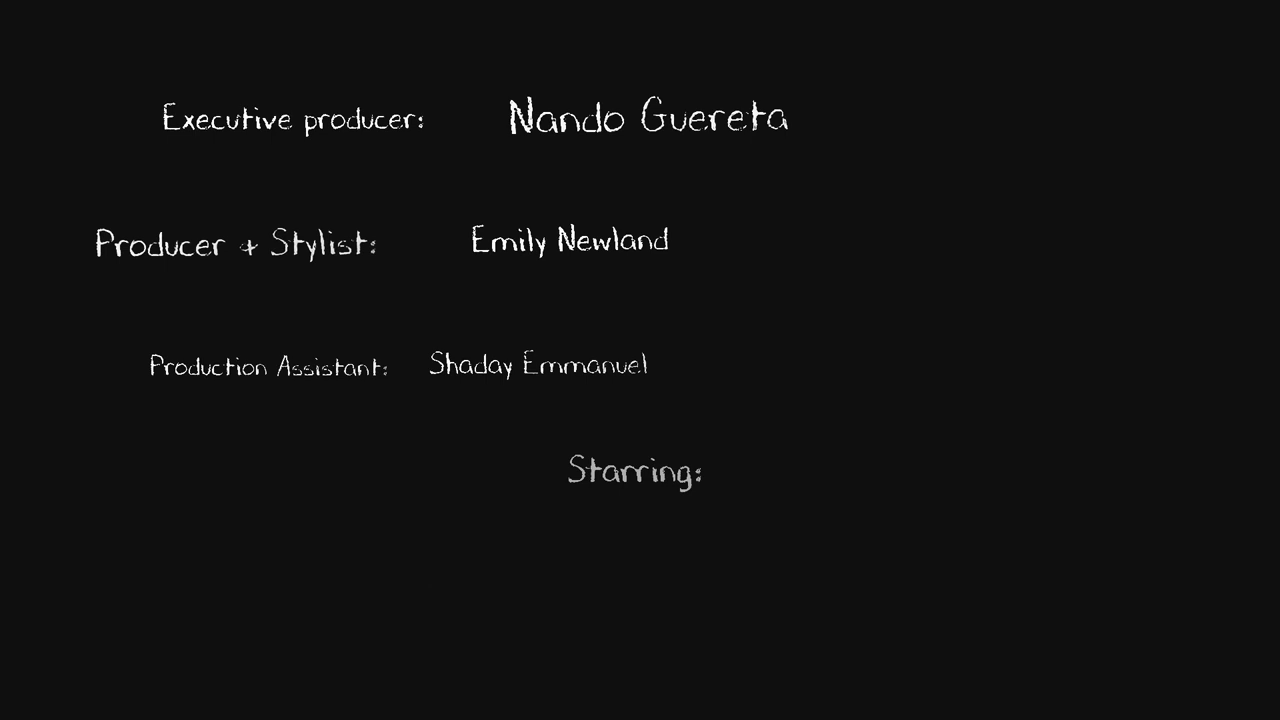 Executive producer: Nando Guereta
Producer + Stylist: Emily Newland
Production Assistant: Shaday Emmanuel
Starring: